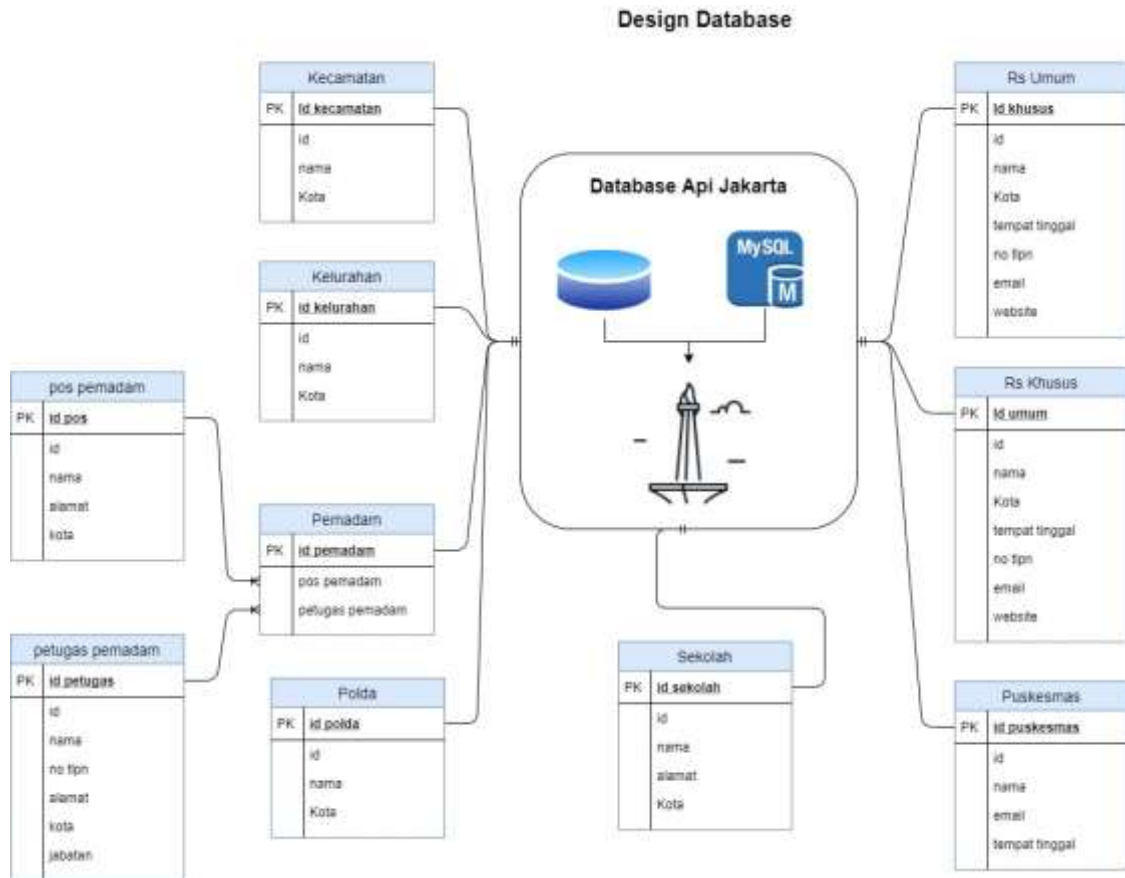 Design Database
Kecamatan
PK Id kecamatan
id
nama
Kota
Kelurahan
PK id kelurahan
id
nama
Kota
pos pemadam
PK id pos
id
nama
alamat
kota
Pemadam
PK id pemadam
pos pemadam
petugas pemadam
petugas pemadam
PK id petugas
id
nama
no tlpn
alamat
kota
jabatan
Polda
PK id polda
id
nama
Kota
Database Api Jakarta
MySQL
M
Sekolah
PK id sekolah
id
nama
alamat
Kota
Rs Umum
PK Id khusus
id
nama
Kota
tempat tinggal
no tlpn
email
website
Rs Khusus
PK Id umum
id
nama
Kota
tempat tinggal
no tlpn
email
website
Puskesmas
PK id puskesmas
id
nama
email
tempat tinggal